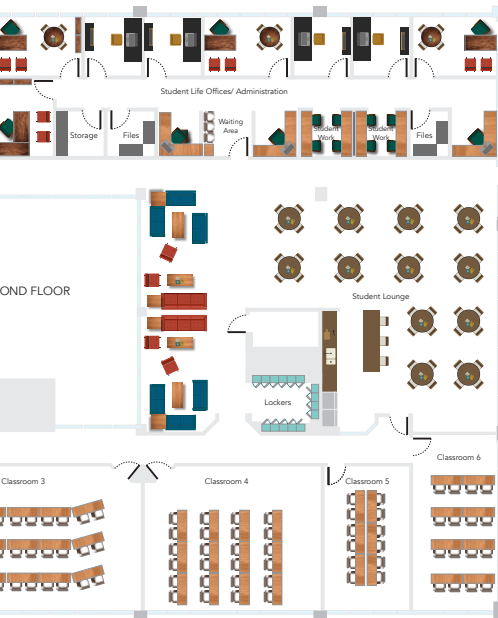 Student Life Offices/ Administration
Waiting
Area
Storage
Files
Student
Work
Student
Work
Files
OND FLOOR
Student Lounge
Lockers
Classroom 3
Classroom 4
Classroom 5
Classroom 6